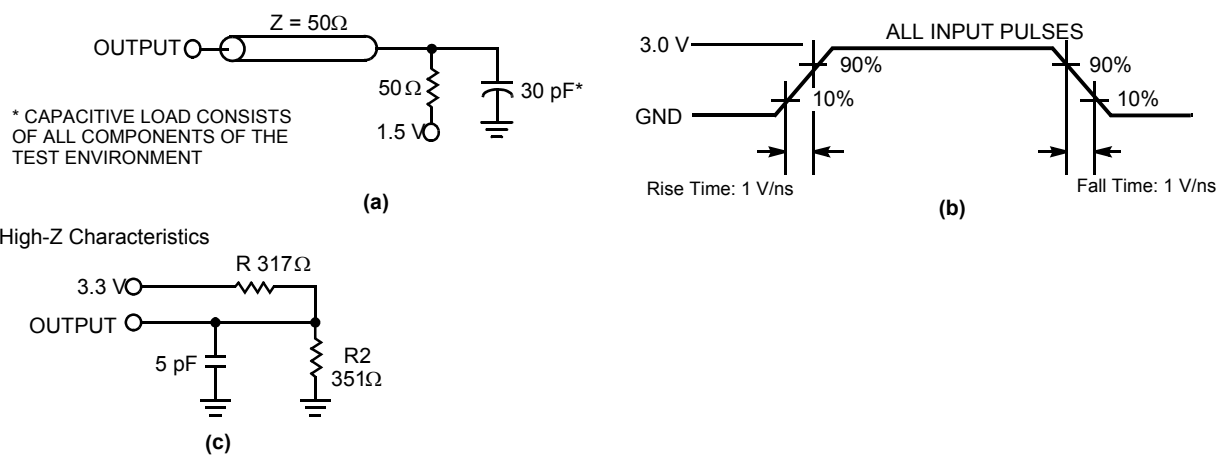 Z = 50Ω
OUTPUT
50Ω
30 pF*
1.5 V
* CAPACITIVE LOAD CONSISTS
OF ALL COMPONENTS OF THE
TEST ENVIRONMENT
(a)
ALL INPUT PULSES
3.0 V
90%
90%
10%
10%
GND
Rise Time: 1 V/ns
Fall Time: 1 V/ns
(b)
High-Z Characteristics
R 317Ω
3.3 V
OUTPUT
5 pF
R2
351Ω
(c)